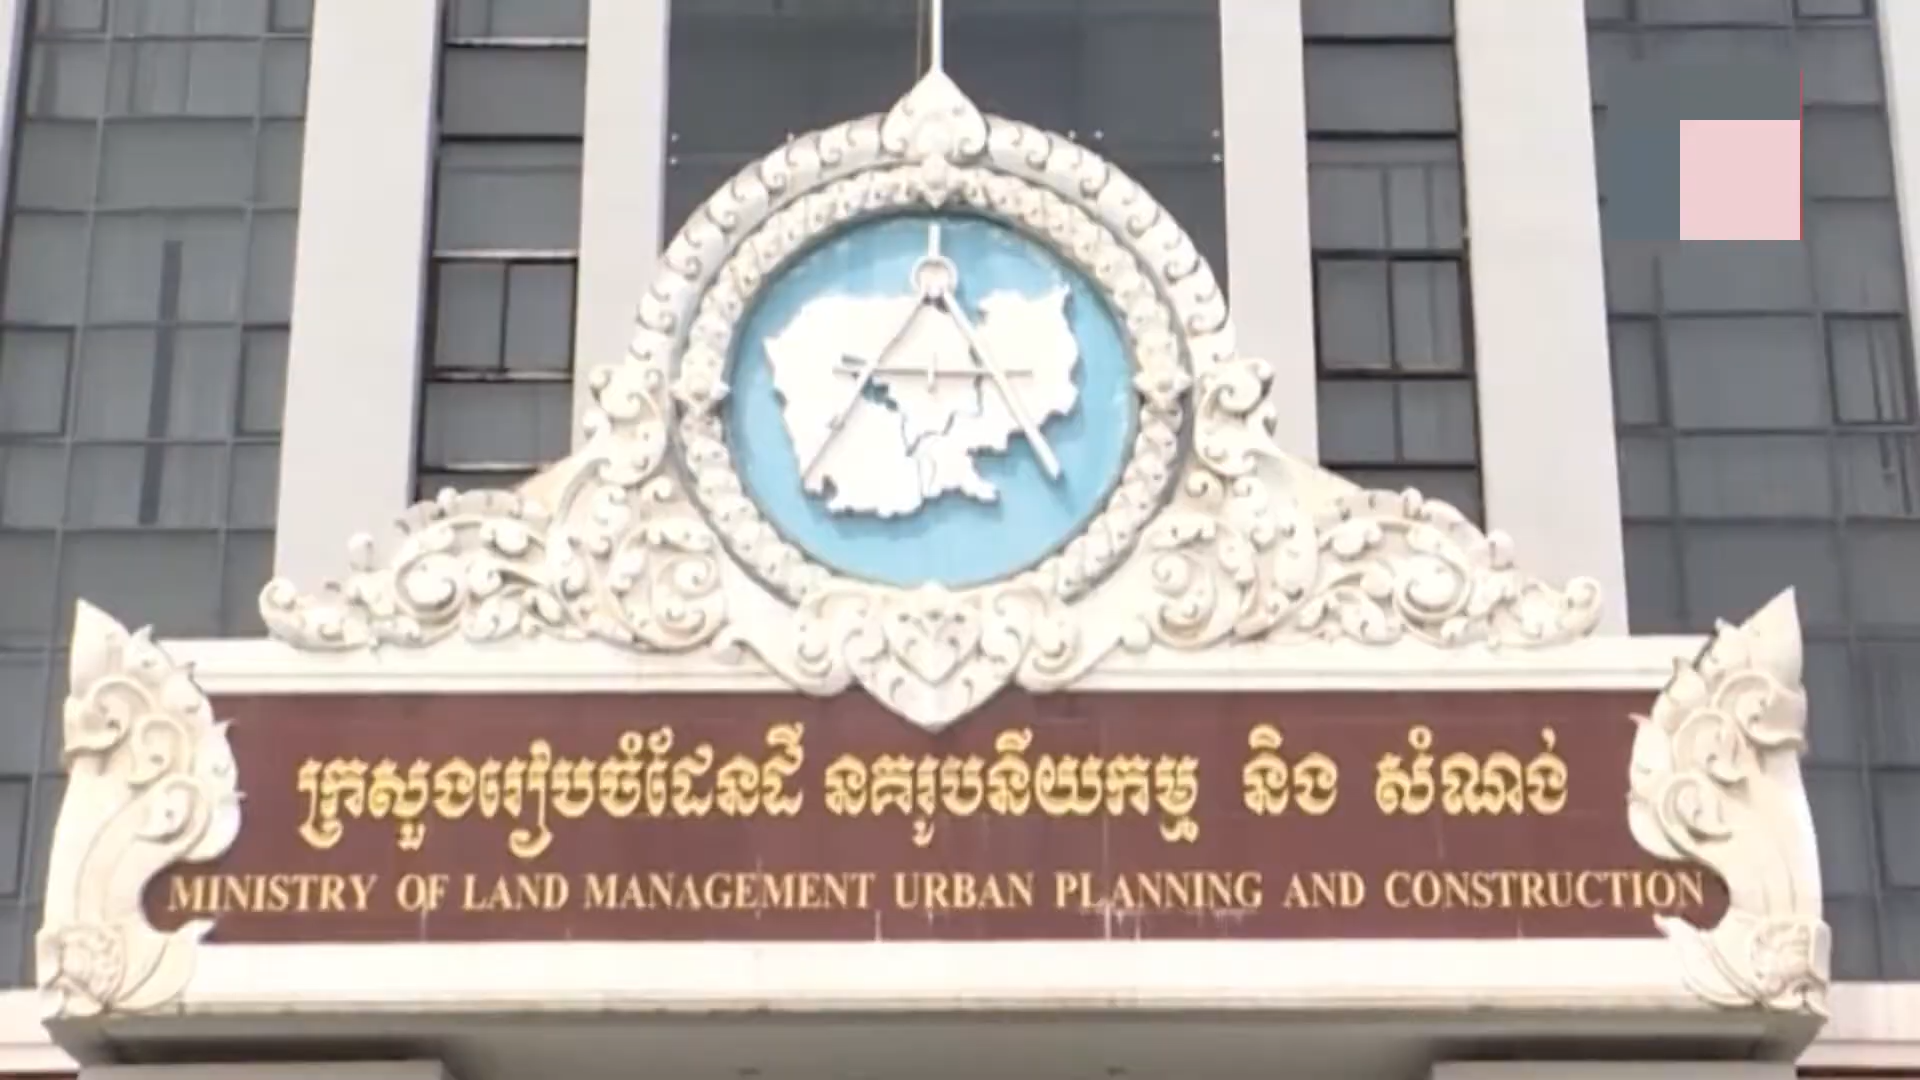 ក្រសួងរៀបចំដែនដី នគរូបនីយកម្ម និង សំណង់
MINISTRY OF LAND MANAGEMENT URBAN PLANNING AND CONSTRUCTION